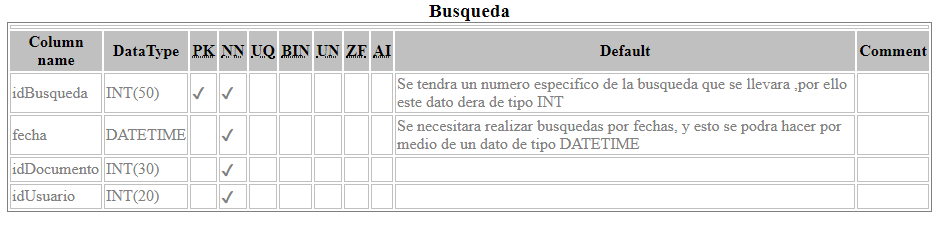 Busqueda
Column name DataType PK NN UQ BIN UN ZF AI Default Comment
idBusqueda INT(50) ✓ ✓ Se tendra un numero especifico de la busqueda que se llevara ,por ello
este dato dera de tipo INT
fecha DATETIME ✓ Se necesitara realizar busquedas por fechas, y esto se podra hacer por
medio de un dato de tipo DATETIME
idDocumento INT(30) ✓
idUsuario INT(20) ✓